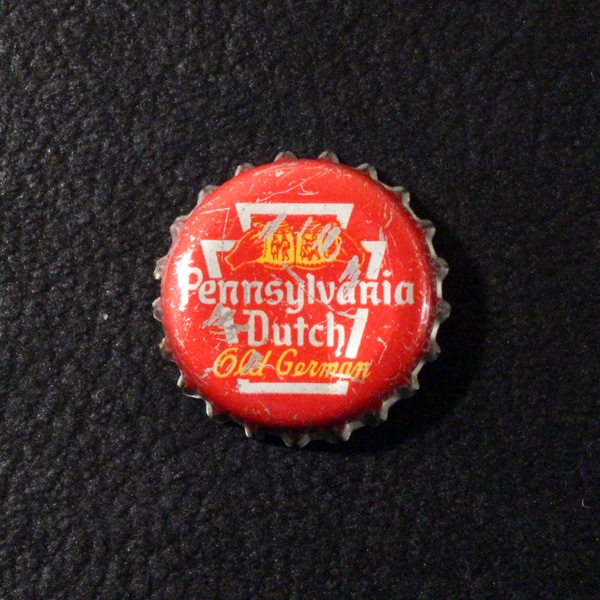 Pennsylvania
Dutch
Old German